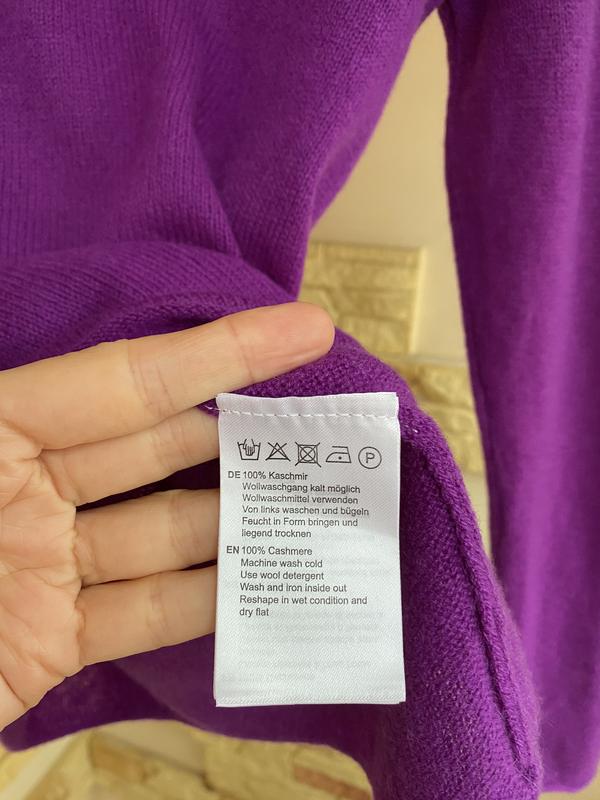 P
DE 100% Kaschmir
Wollwaschgang kalt möglich
Wollwaschmittel verwenden
Von links waschen und bügeln
Feucht in Form bringen und
liegend trocknen
EN 100% Cashmere
Machine wash cold
Use wool detergent
Wash and iron inside out
Reshape in wet condition and
dry flat